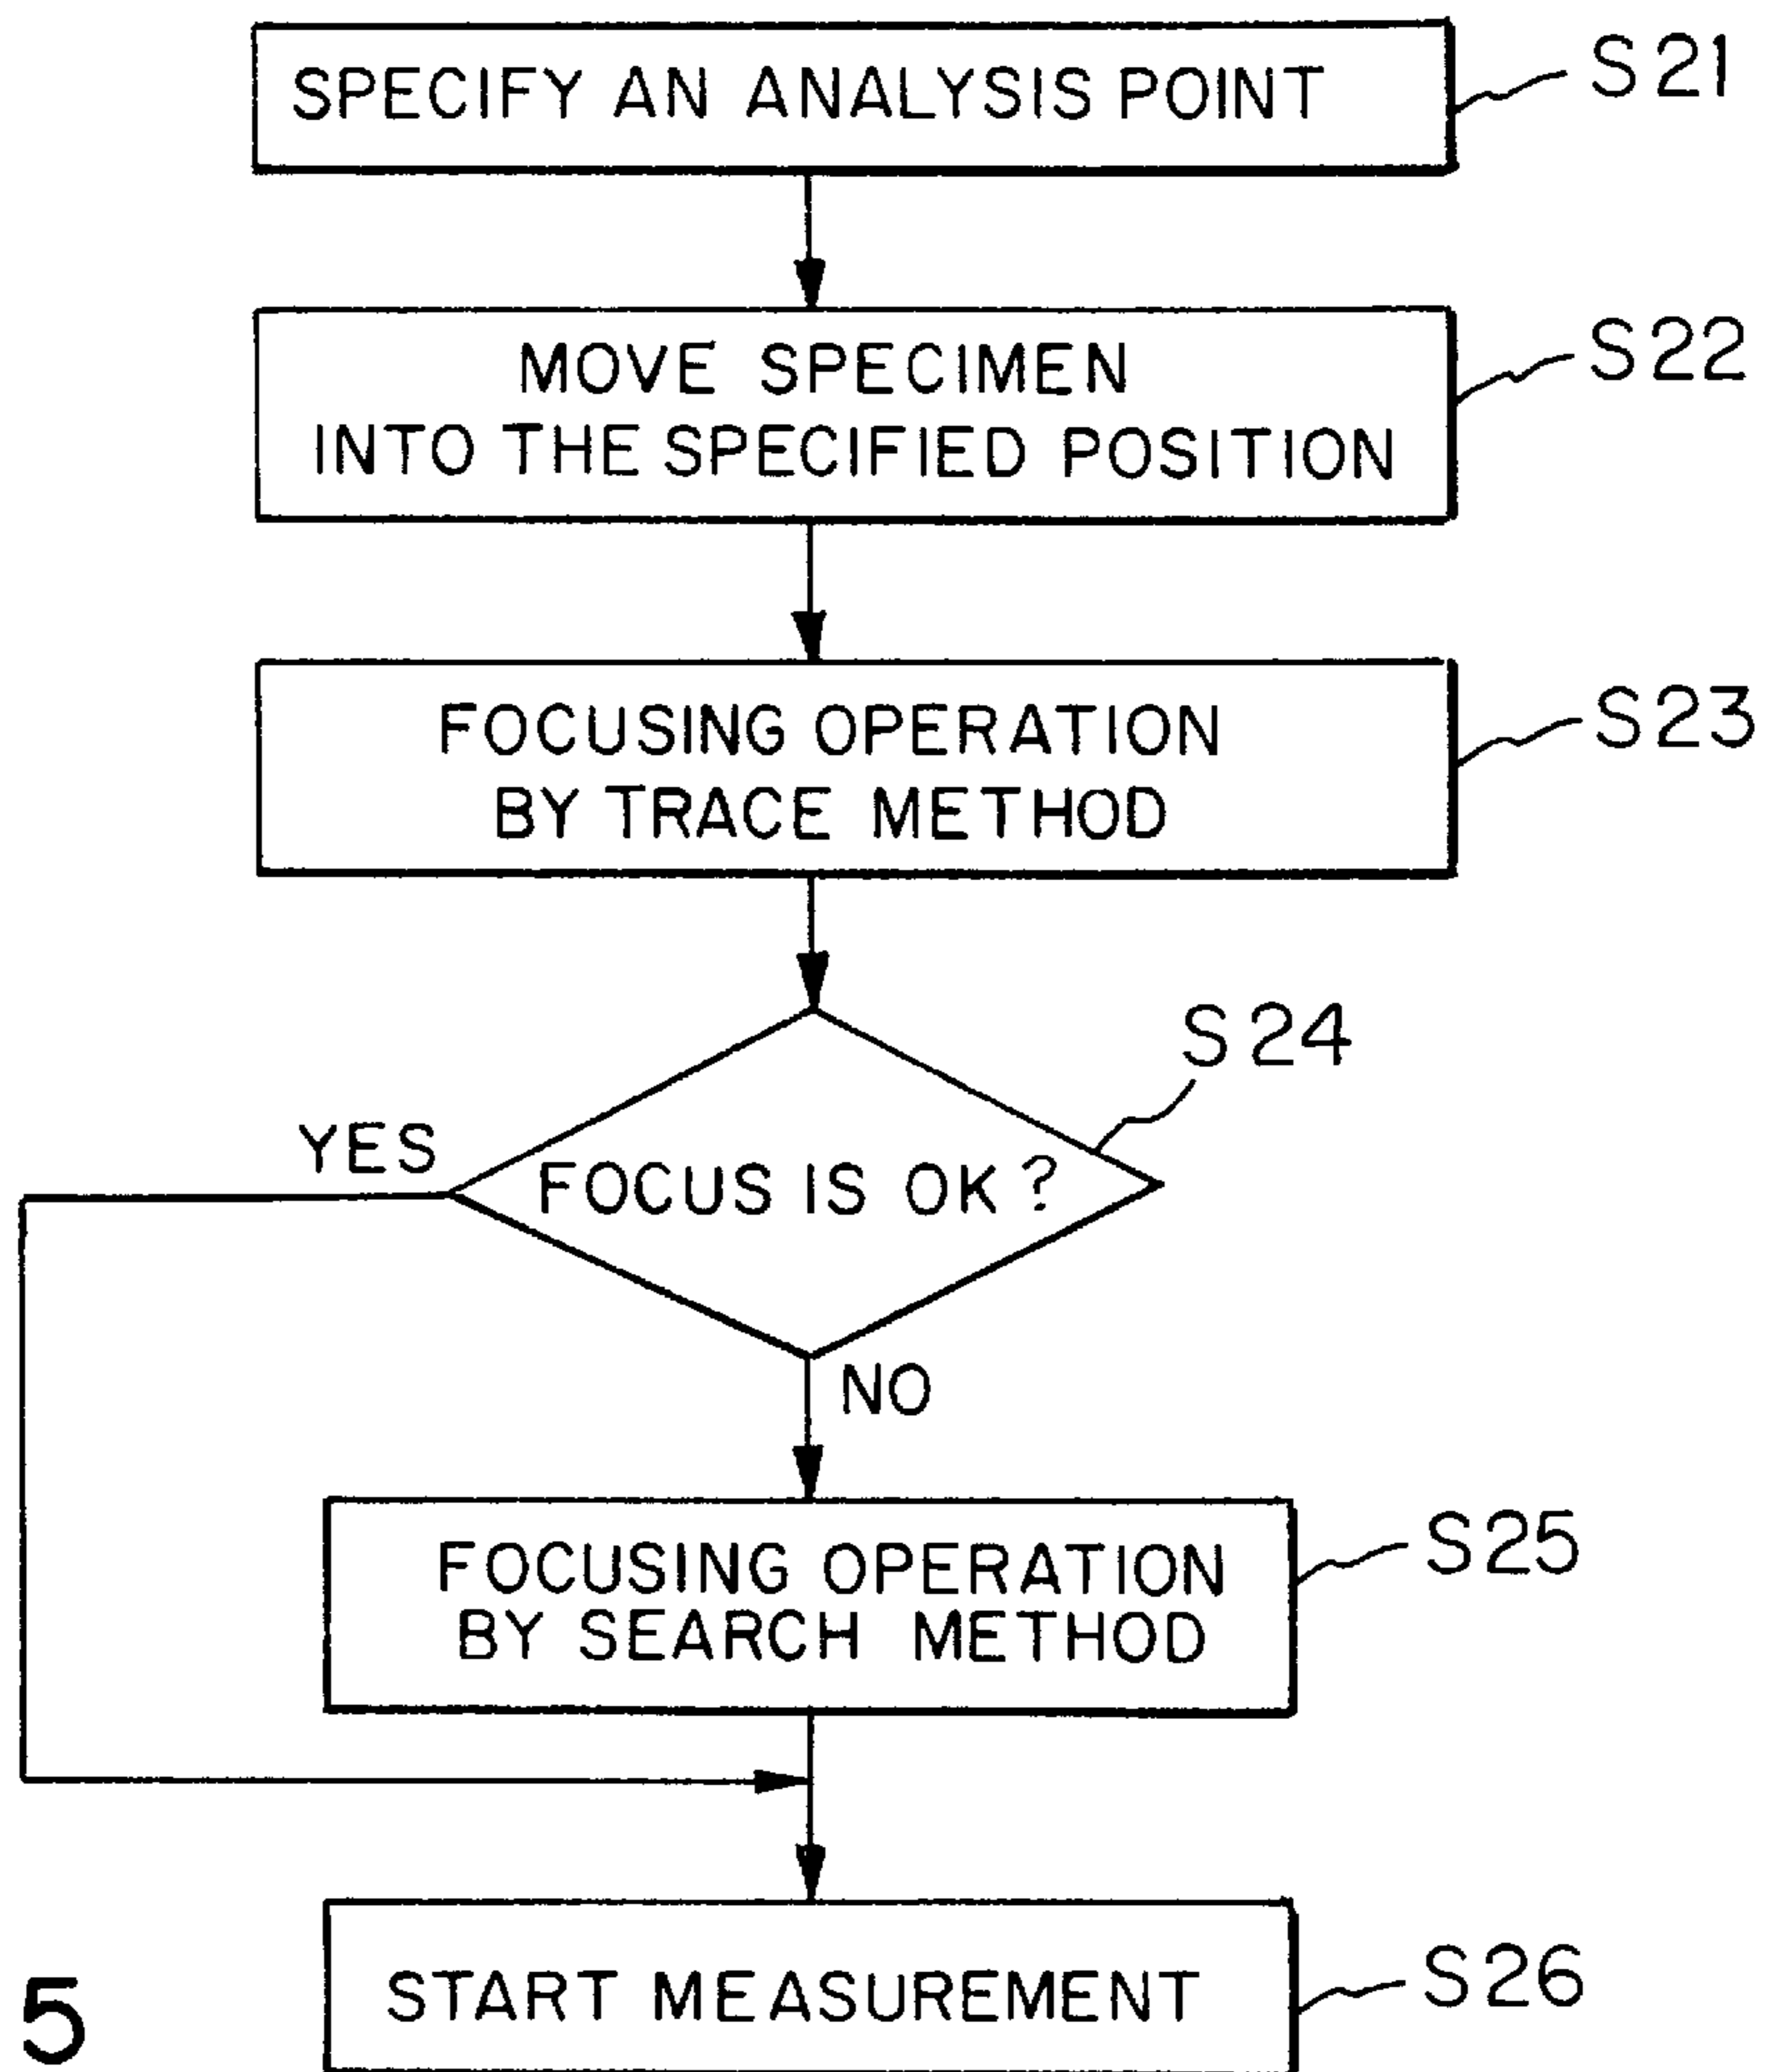 SPECIFY AN ANALYSIS POINT
S21
MOVE SPECIMEN
INTO THE SPECIFIED POSITION
S22
FOCUSING OPERATION
BY TRACE METHOD
S23
S24
YES
FOCUS IS OK?
NO
FOCUSING OPERATION
BY SEARCH METHOD
S25
START MEASUREMENT
S26
5